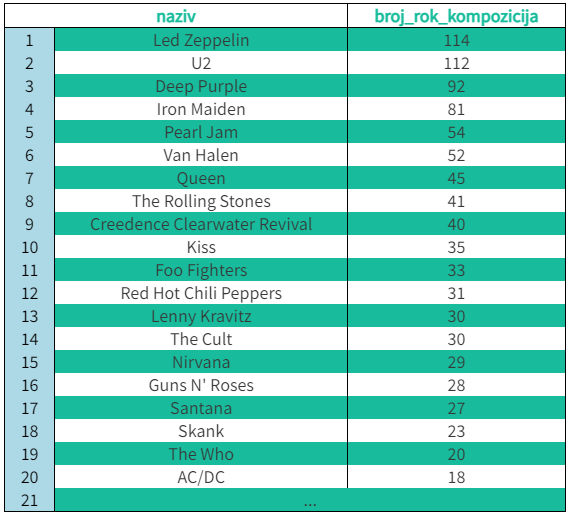 naziv broj_rok_kompozicija
1 Led Zeppelin 114
2 U2 112
3 Deep Purple 92
4 Iron Maiden 81
5 Pearl Jam 54
6 Van Halen 52
7 Queen 45
8 The Rolling Stones 41
9 Creedence Clearwater Revival 40
10 Kiss 35
11 Foo Fighters 33
12 Red Hot Chili Peppers 31
13 Lenny Kravitz 30
14 The Cult 30
15 Nirvana 29
16 Guns N' Roses 28
17 Santana 27
18 Skank 23
19 The Who 20
20 AC/DC 18
21 ...